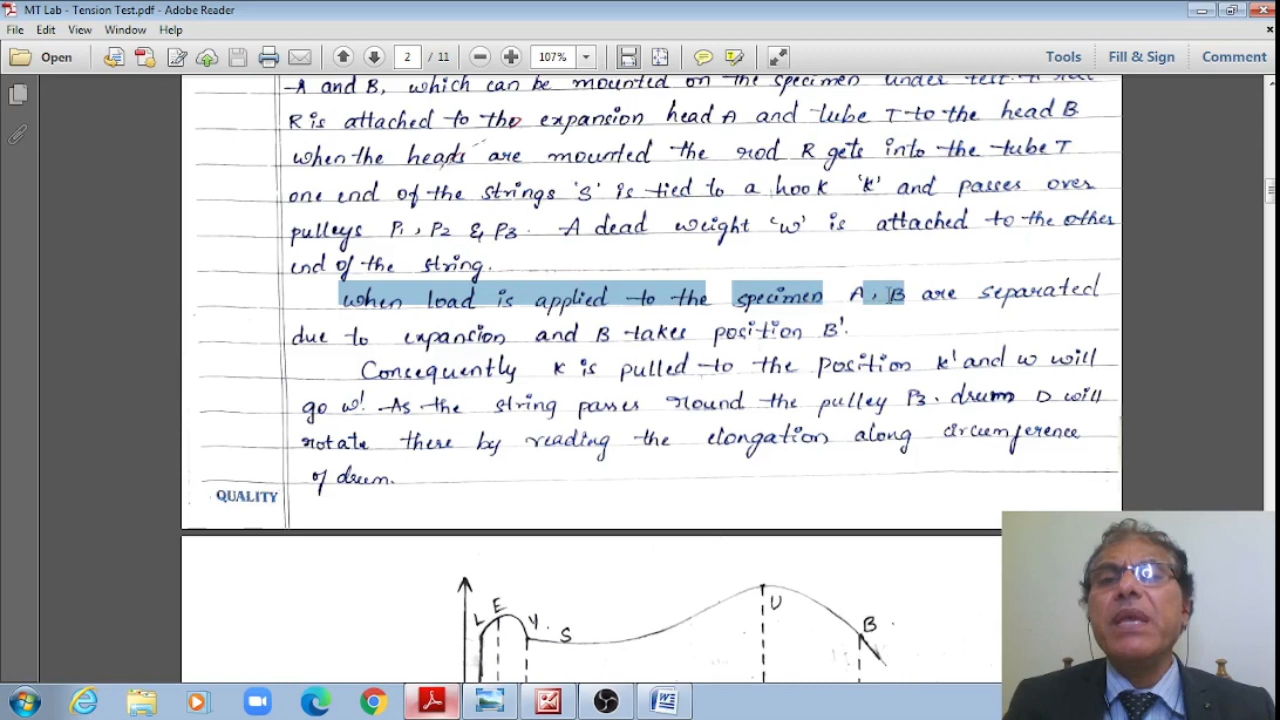 MT Lab - Tension Test.pdf - Adobe Reader
File Edit View Window Help
Open 2 / 11 107% Tools Fill & Sign Comment
A and B, which can be mounted on the specimen under test. A
R is attached to the expansion head A and tube T to the head B
when the heads are mounted the rod R gets into the tube T
one end of the strings 'S' is tied to a hook 'K' and passes over
pulleys P1, P2 & P3. A dead weight 'w' is attached to the other
end of the string.
when load is applied to the specimen A, B are separated
due to expansion and B takes position B'.
Consequently K is pulled to the position K' and w will
go w'. As the string passes round the pulley P3. drum D will
rotate there by reading the elongation along circumference
of drum.
QUALITY
L E Y S U B